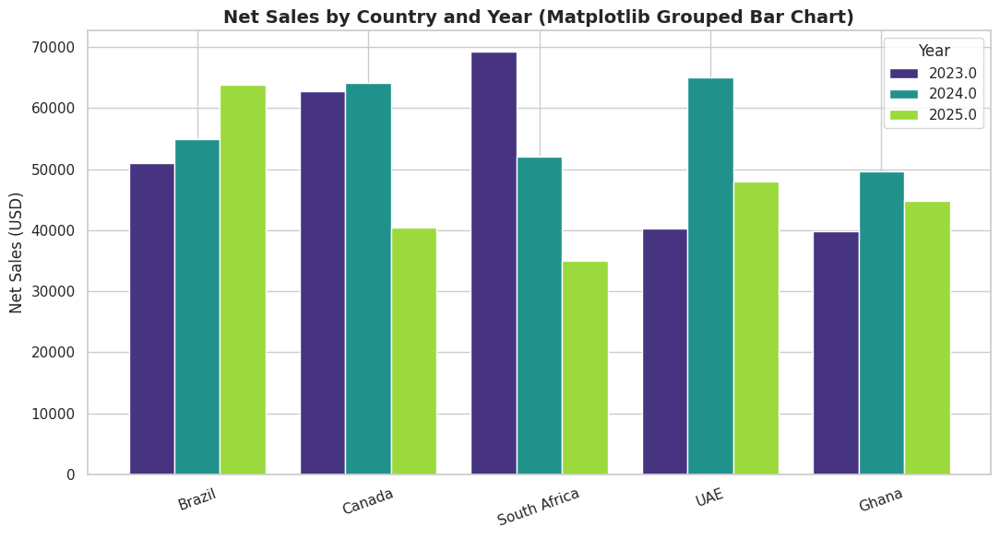 Net Sales by Country and Year (Matplotlib Grouped Bar Chart)
Net Sales (USD)
70000
60000
50000
40000
30000
20000
10000
0
Year
2023.0
2024.0
2025.0
Brazil
Canada
South Africa
UAE
Ghana